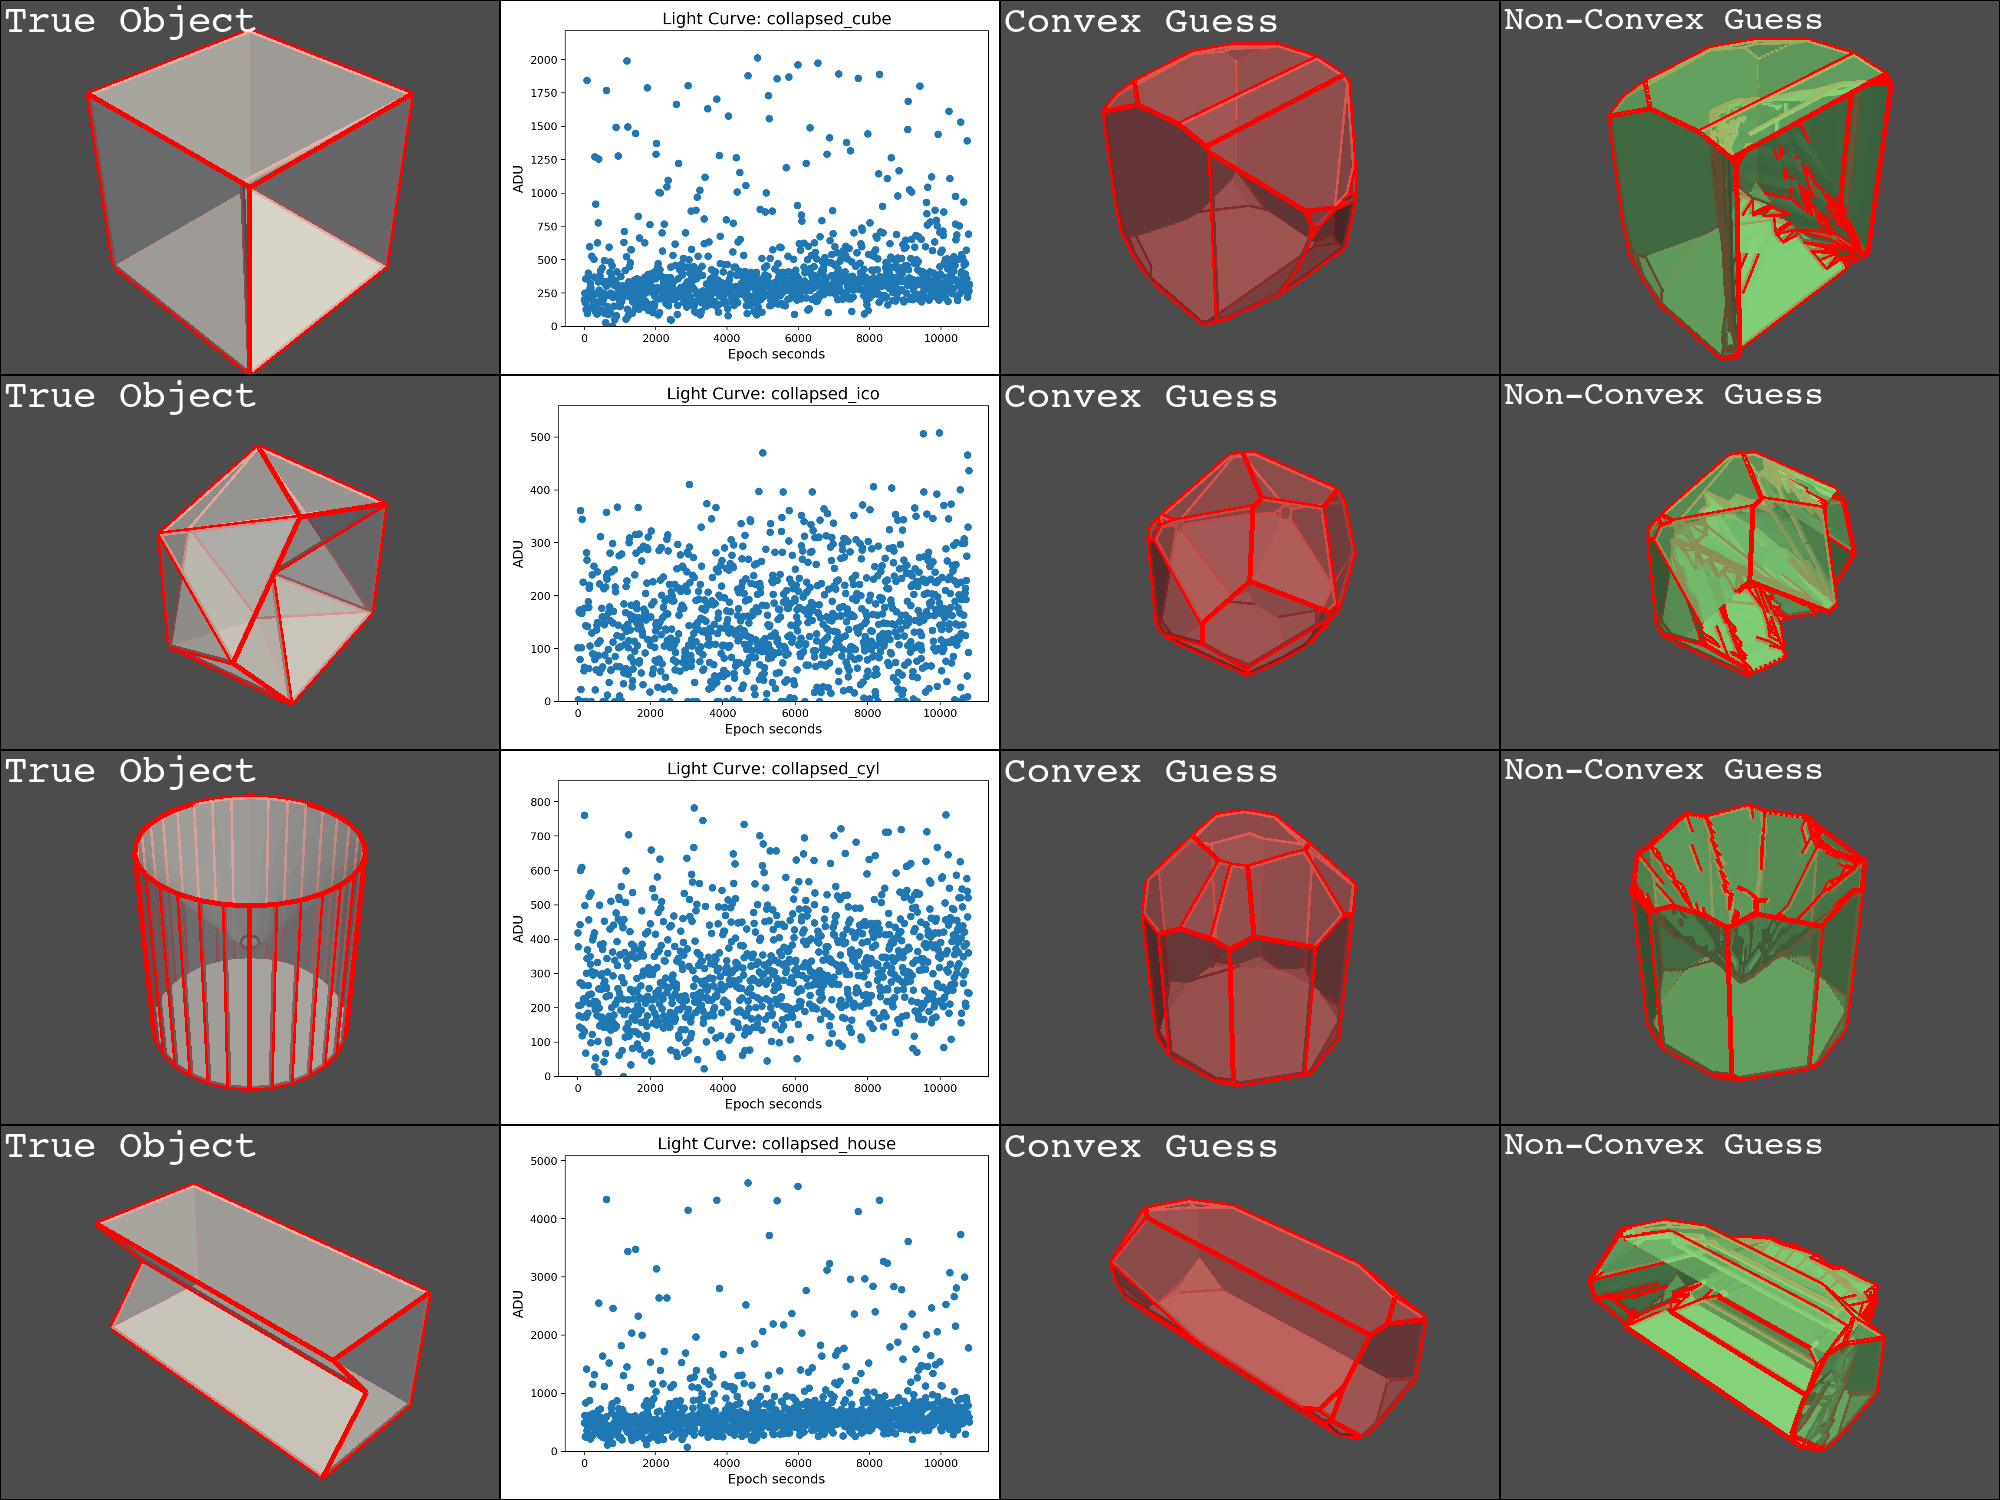 True Object
Light Curve: collapsed_cube
ADU
2000
1750
1500
1250
1000
750
500
250
0
0 2000 4000 6000 8000 10000
Epoch seconds
Convex Guess
Non-Convex Guess
True Object
Light Curve: collapsed_ico
ADU
500
400
300
200
100
0
0 2000 4000 6000 8000 10000
Epoch seconds
Convex Guess
Non-Convex Guess
True Object
Light Curve: collapsed_cyl
ADU
800
700
600
500
400
300
200
100
0
0 2000 4000 6000 8000 10000
Epoch seconds
Convex Guess
Non-Convex Guess
True Object
Light Curve: collapsed_house
ADU
5000
4000
3000
2000
1000
0
0 2000 4000 6000 8000 10000
Epoch seconds
Convex Guess
Non-Convex Guess